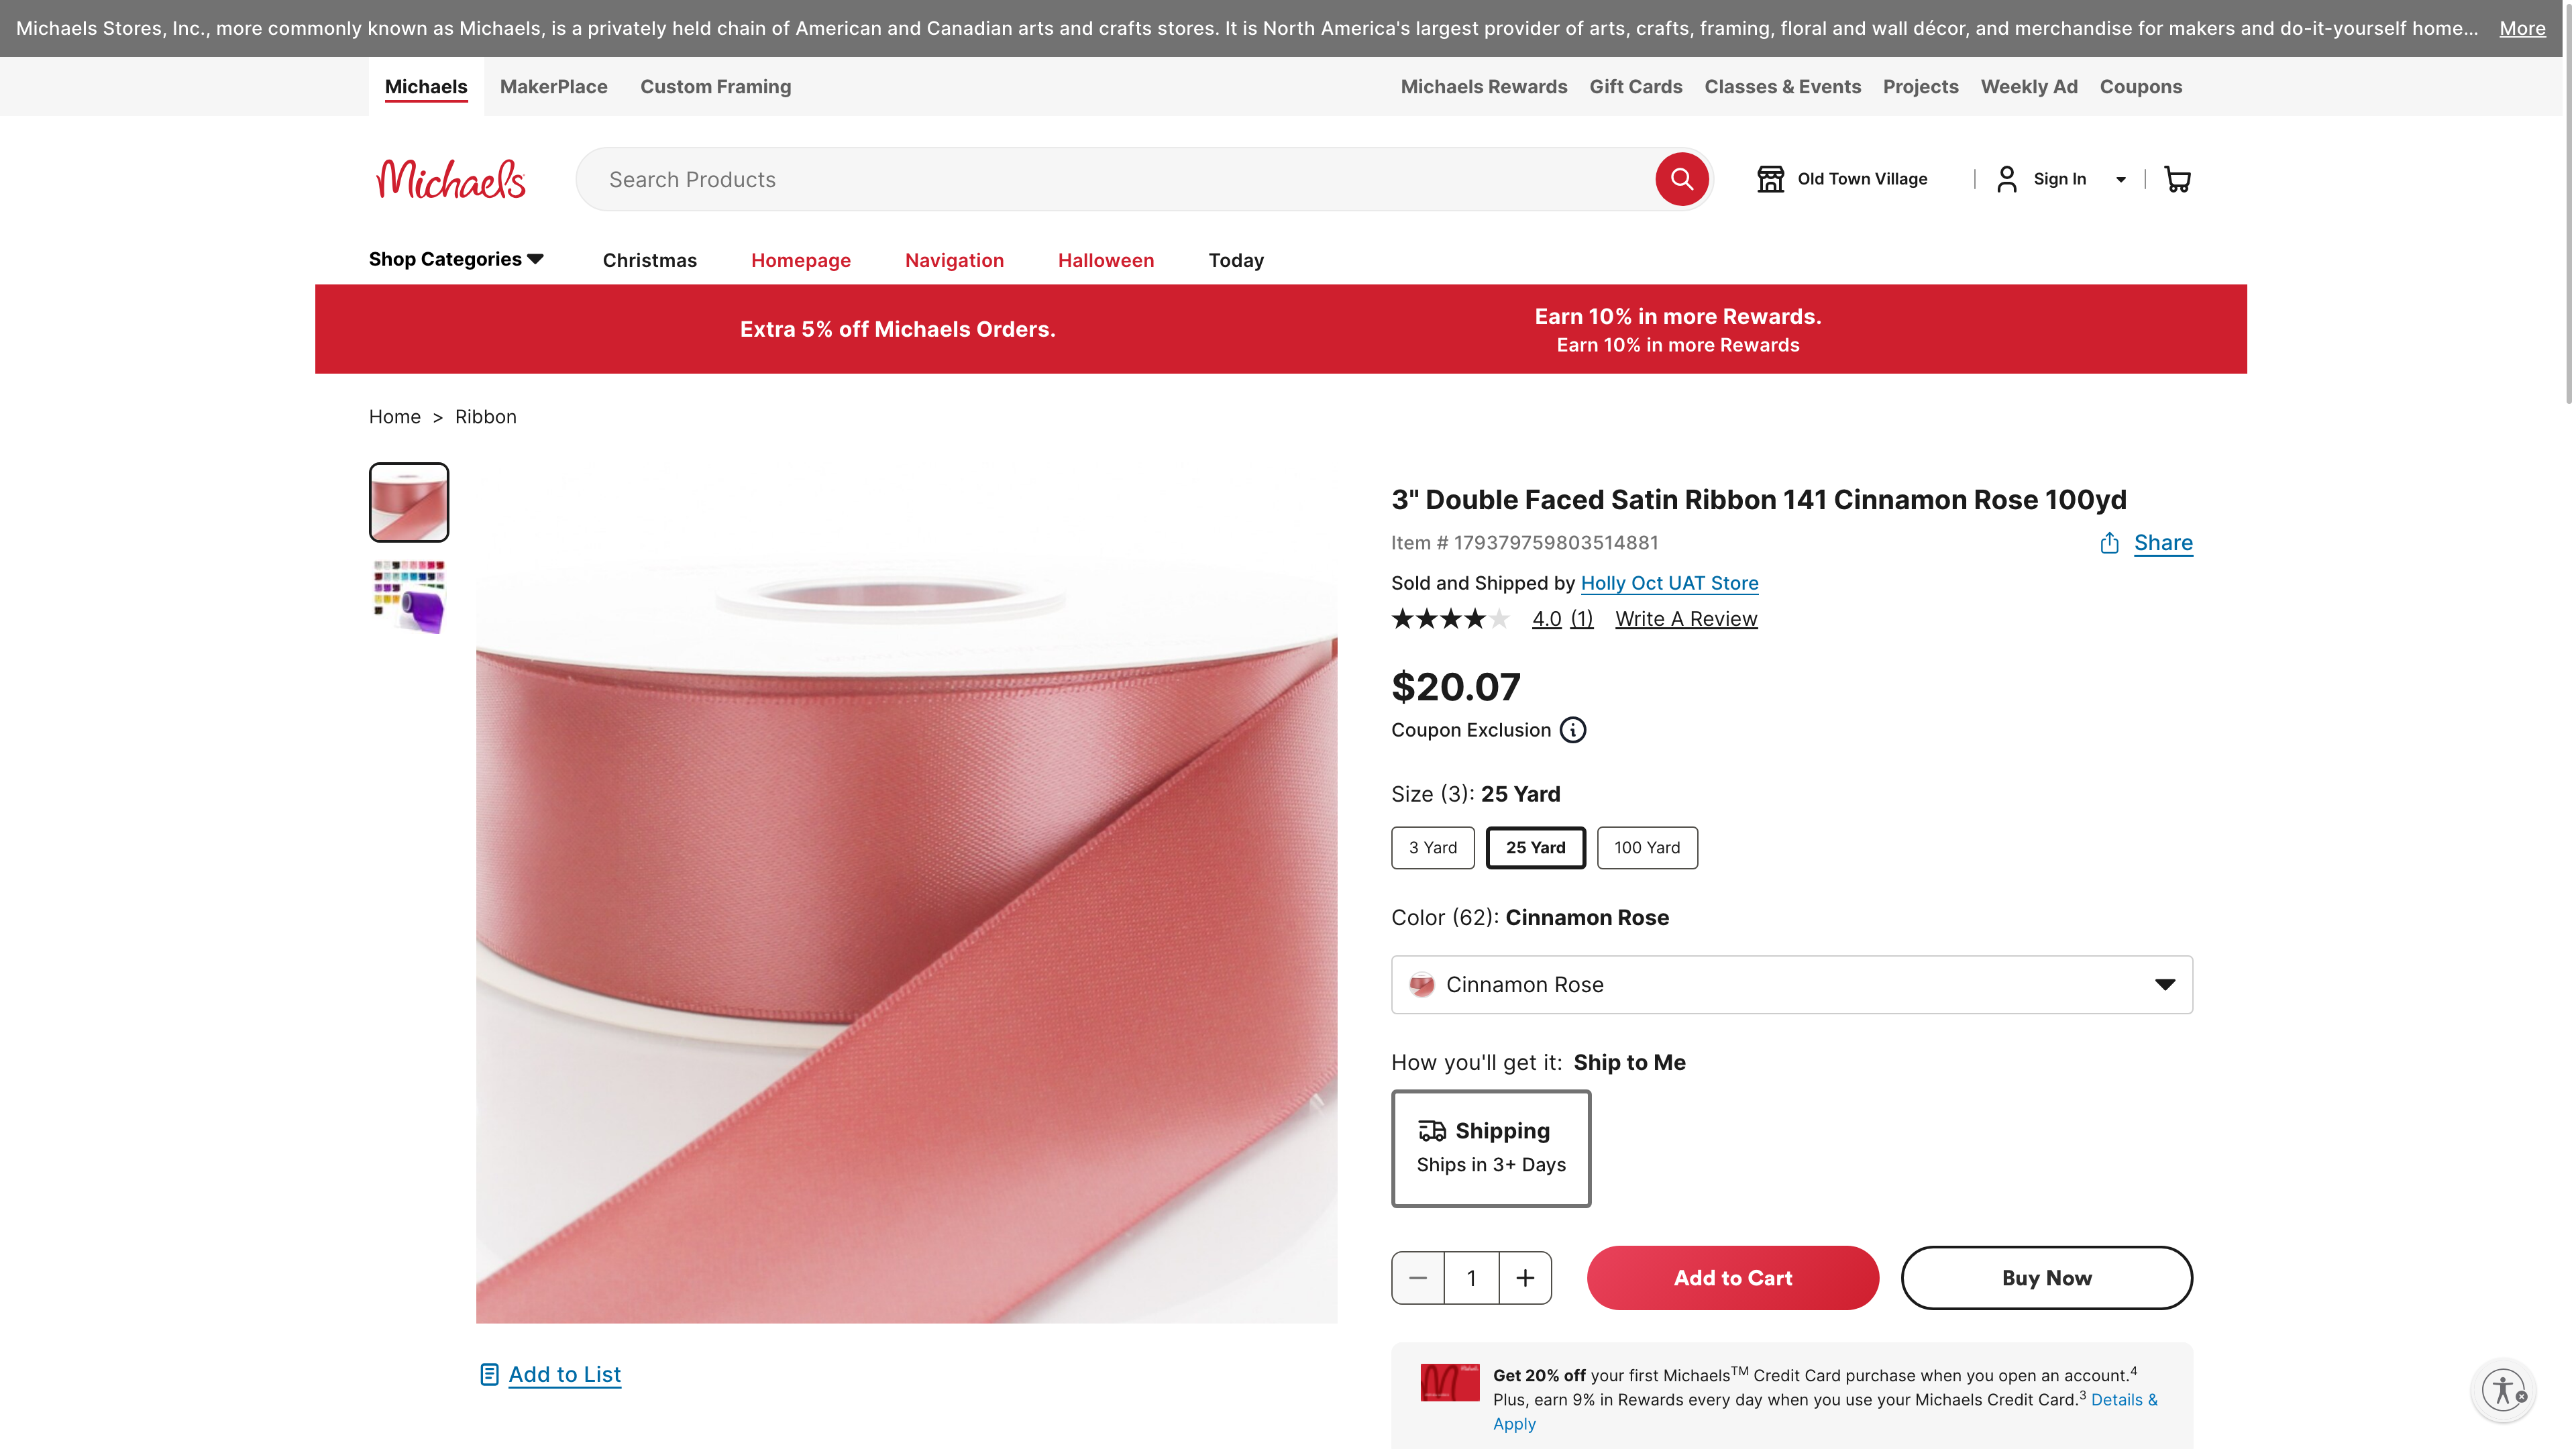 Michaels Stores, Inc., more commonly known as Michaels, is a privately held chain of American and Canadian arts and crafts stores. It is North America's largest provider of arts, crafts, framing, floral and wall décor, and merchandise for makers and do-it-yourself home... More
Michaels MakerPlace Custom Framing Michaels Rewards Gift Cards Classes & Events Projects Weekly Ad Coupons
Michaels Search Products Old Town Village | Sign In |
Shop Categories Christmas Homepage Navigation Halloween Today
Extra 5% off Michaels Orders.
Earn 10% in more Rewards.
Earn 10% in more Rewards
Home > Ribbon
3" Double Faced Satin Ribbon 141 Cinnamon Rose 100yd
Item # 179379759803514881 Share
Sold and Shipped by Holly Oct UAT Store
4.0 (1) Write A Review
$20.07
Coupon Exclusion
Size (3): 25 Yard
3 Yard 25 Yard 100 Yard
Color (62): Cinnamon Rose
Cinnamon Rose
How you'll get it: Ship to Me
Shipping
Ships in 3+ Days
1 Add to Cart Buy Now
Add to List
Get 20% off your first Michaels™ Credit Card purchase when you open an account.⁴
Plus, earn 9% in Rewards every day when you use your Michaels Credit Card.³ Details &
Apply